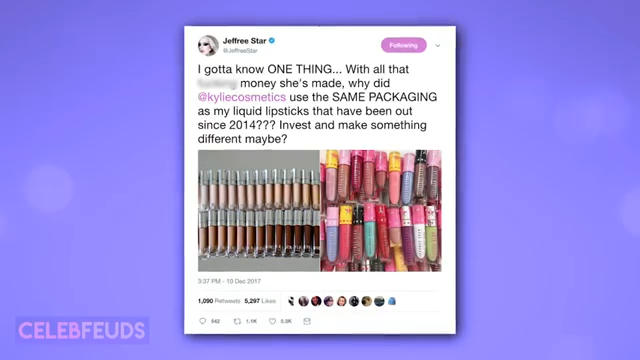 Jeffree Star
@JeffreeStar
Following
I gotta know ONE THING... With all that
money she's made, why did
@kyliecosmetics use the SAME PACKAGING
as my liquid lipsticks that have been out
since 2014??? Invest and make something
different maybe?
3:37 PM - 10 Dec 2017
1,090 Retweets 5,297 Likes
542 1.1K 5.3K
CELEBFEUDS